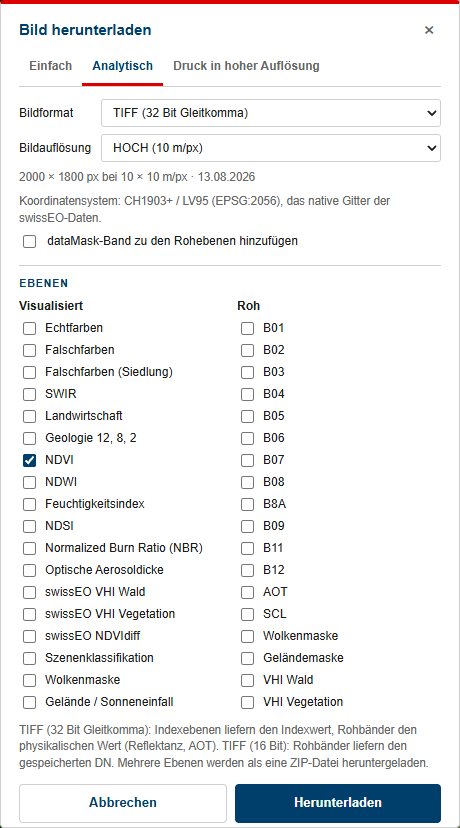 Bild herunterladen
×
Einfach Analytisch Druck in hoher Auflösung
Bildformat TIFF (32 Bit Gleitkomma)
Bildauflösung HOCH (10 m/px)
2000 × 1800 px bei 10 × 10 m/px · 13.08.2026
Koordinatensystem: CH1903+ / LV95 (EPSG:2056), das native Gitter der
swissEO-Daten.
dataMask-Band zu den Rohebenen hinzufügen
EBENEN
Visualisiert
Echtfarben
Falschfarben
Falschfarben (Siedlung)
SWIR
Landwirtschaft
Geologie 12, 8, 2
NDVI
NDWI
Feuchtigkeitsindex
NDSI
Normalized Burn Ratio (NBR)
Optische Aerosoldicke
swissEO VHI Wald
swissEO VHI Vegetation
swissEO NDVIdiff
Szenenklassifikation
Wolkenmaske
Gelände / Sonneneinfall
Roh
B01
B02
B03
B04
B05
B06
B07
B08
B8A
B09
B11
B12
AOT
SCL
Wolkenmaske
Geländemaske
VHI Wald
VHI Vegetation
TIFF (32 Bit Gleitkomma): Indexebenen liefern den Indexwert, Rohbänder den
physikalischen Wert (Reflektanz, AOT). TIFF (16 Bit): Rohbänder liefern den
gespeicherten DN. Mehrere Ebenen werden als eine ZIP-Datei heruntergeladen.
Abbrechen Herunterladen